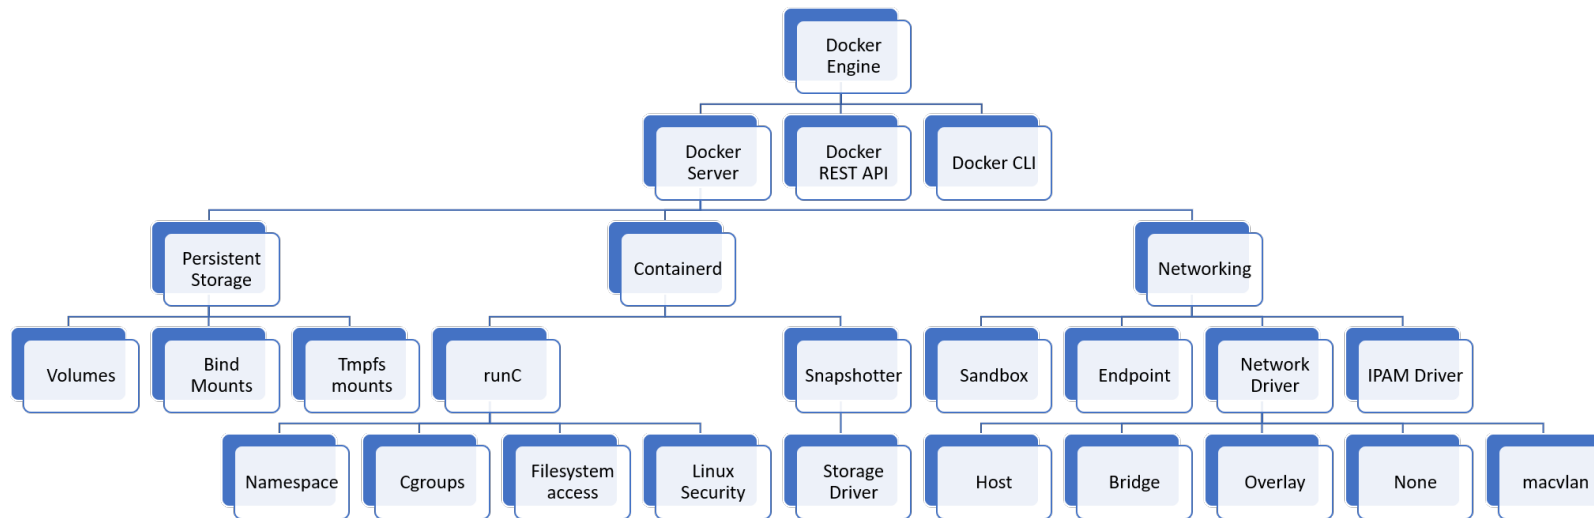 Docker
Engine
Docker
Server
Docker
REST API
Docker CLI
Persistent
Storage
Containerd
Networking
Volumes
Bind
Mounts
Tmpfs
mounts
runC
Snapshotter
Sandbox
Endpoint
Network
Driver
IPAM Driver
Namespace
Cgroups
Filesystem
access
Linux
Security
Storage
Driver
Host
Bridge
Overlay
None
macvlan